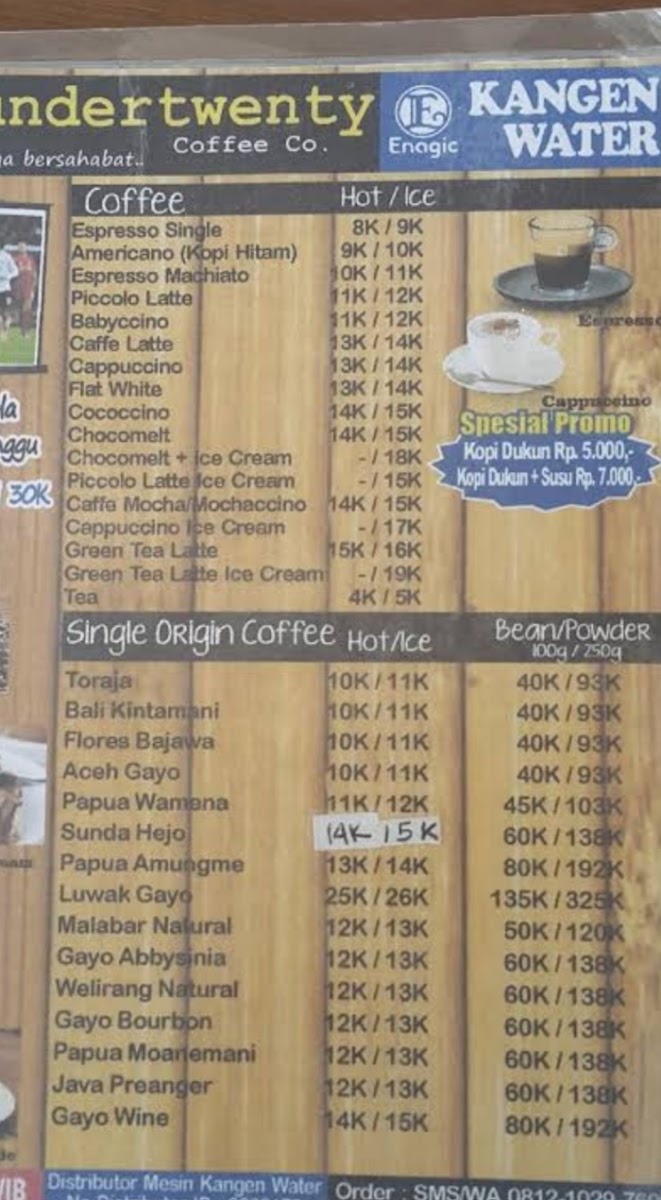 ndertwenty
Coffee Co.
a bersahabat..
Enagic
KANGEN
WATER
Coffee Hot / Ice
Espresso Single 8K / 9K
Americano (Kopi Hitam) 9K / 10K
Espresso Machiato 10K / 11K
Piccolo Latte 11K / 12K
Babyccino 11K / 12K
Caffe Latte 13K / 14K
Cappuccino 13K / 14K
Flat White 13K / 14K
Cococcino 14K / 15K
Chocomelt 14K / 15K
Chocomelt + Ice Cream - / 18K
Piccolo Latte Ice Cream - / 15K
Caffe Mocha/Mochaccino 14K / 15K
Cappuccino Ice Cream - / 17K
Green Tea Latte 15K / 16K
Green Tea Latte Ice Cream - / 19K
Tea 4K / 5K
Espresso
Cappuccino
Spesial Promo
Kopi Dukun Rp. 5.000,-
Kopi Dukun + Susu Rp. 7.000,-
la
ggu
30K
Single Origin Coffee Hot/Ice Bean/Powder
100g / 250g
Toraja 10K / 11K 40K / 93K
Bali Kintamani 10K / 11K 40K / 93K
Flores Bajawa 10K / 11K 40K / 93K
Aceh Gayo 10K / 11K 40K / 93K
Papua Wamena 11K / 12K 45K / 103K
Sunda Hejo 14K 15K 60K / 138K
Papua Amungme 13K / 14K 80K / 192K
Luwak Gayo 25K / 26K 135K / 325K
Malabar Natural 12K / 13K 50K / 120K
Gayo Abbysinia 12K / 13K 60K / 138K
Welirang Natural 12K / 13K 60K / 138K
Gayo Bourbon 12K / 13K 60K / 138K
Papua Moanemani 12K / 13K 60K / 138K
Java Preanger 12K / 13K 60K / 138K
Gayo Wine 14K / 15K 80K / 192K
WIB
Distributor Mesin Kangen Water
Order : SMS/WA 0812